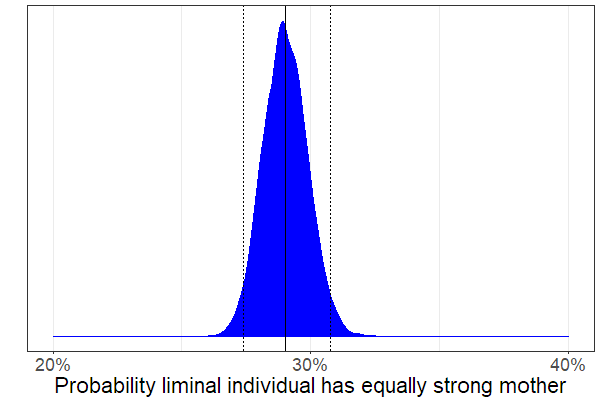 20% 30% 40%
Probability liminal individual has equally strong mother